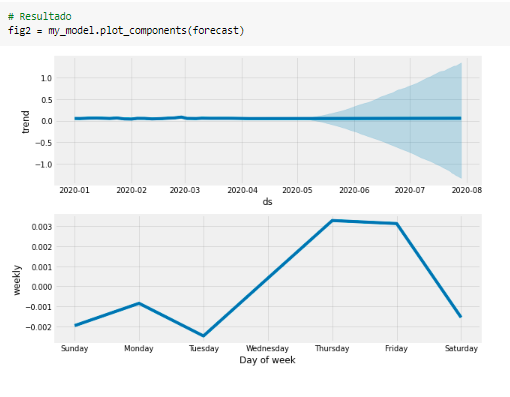 # Resultado
fig2 = my_model.plot_components(forecast)
1.0
0.5
0.0
−0.5
−1.0
trend
2020-01 2020-02 2020-03 2020-04 2020-05 2020-06 2020-07 2020-08
ds
0.003
0.002
0.001
0.000
−0.001
−0.002
weekly
Sunday Monday Tuesday Wednesday Thursday Friday Saturday
Day of week